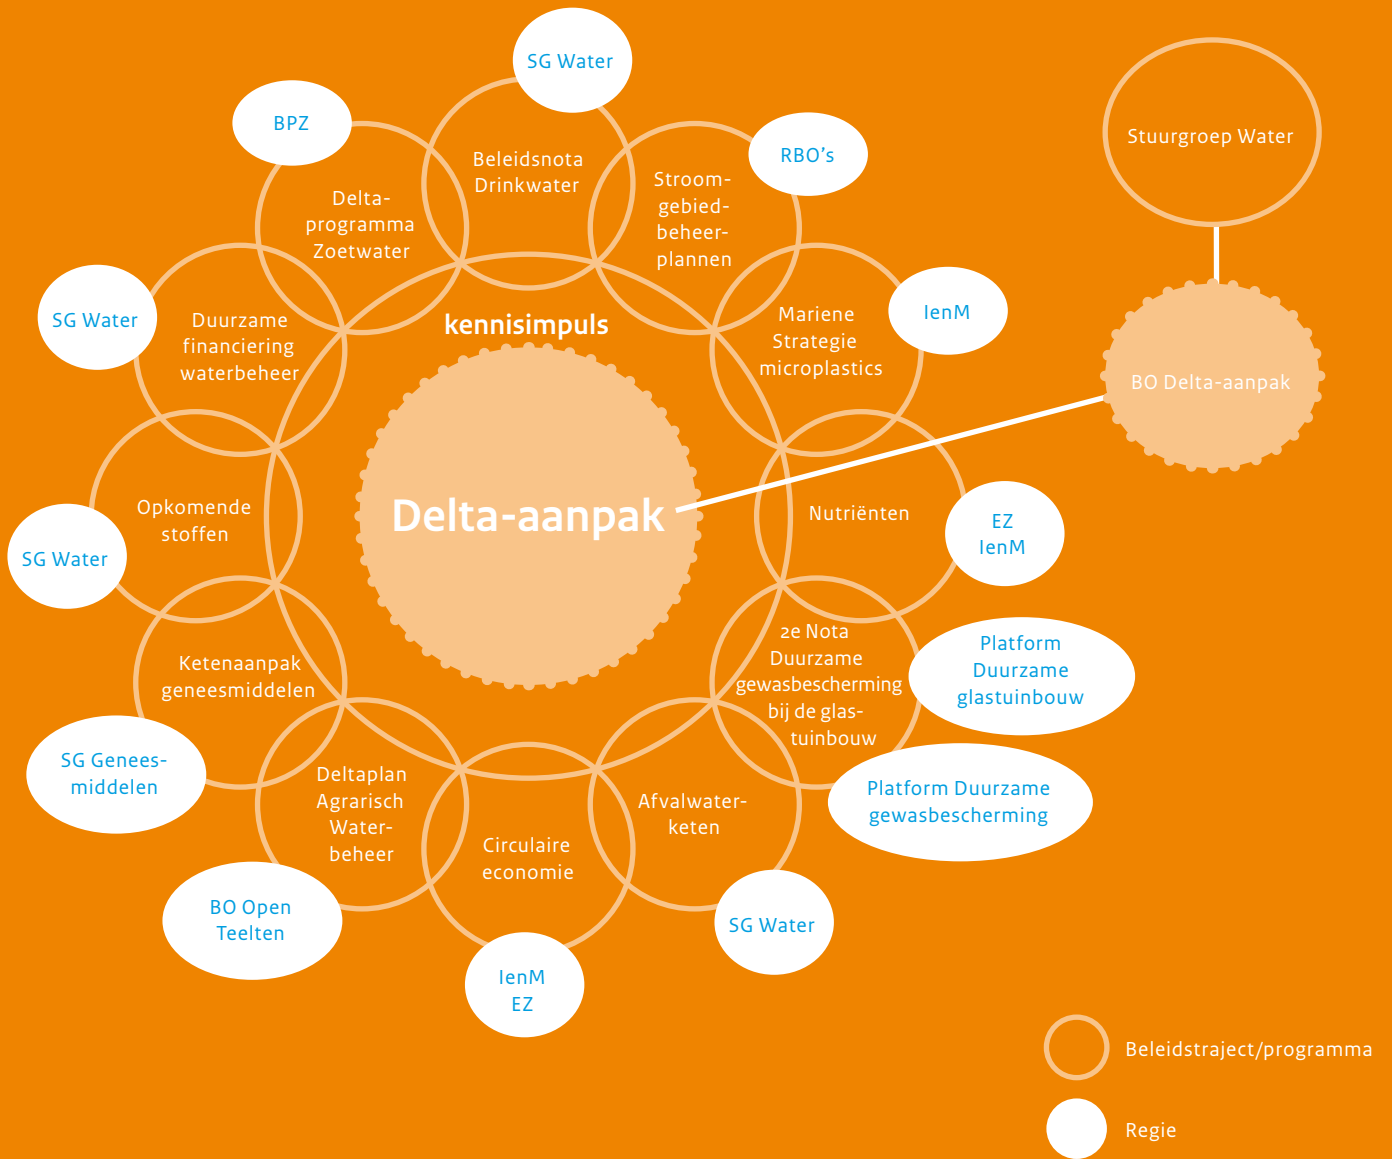 SG Water
BPZ
Beleidsnota
Drinkwater
RBO's
Stroom-
gebied-
beheer-
plannen
Delta-
programma
Zoetwater
Stuurgroep Water
SG Water
Duurzame
financiering
waterbeheer
kennisimpuls
Mariene
Strategie
microplastics
IenM
BO Delta-aanpak
Opkomende
stoffen
SG Water
Delta-aanpak
Nutriënten
EZ
IenM
2e Nota
Duurzame
gewasbescherming
bij de glas-
tuinbouw
Platform
Duurzame
glastuinbouw
Ketenaanpak
geneesmiddelen
SG Genees-
middelen
Deltaplan
Agrarisch
Water-
beheer
Circulaire
economie
Afvalwater-
keten
Platform Duurzame
gewasbescherming
BO Open
Teelten
IenM
EZ
SG Water
Beleidstraject/programma
Regie